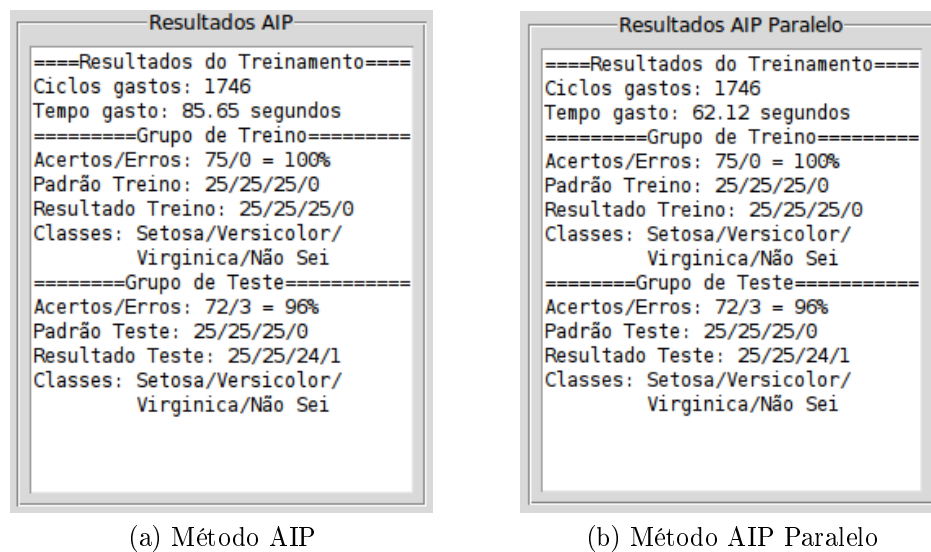 Resultados AIP
====Resultados do Treinamento====
Ciclos gastos: 1746
Tempo gasto: 85.65 segundos
=========Grupo de Treino=========
Acertos/Erros: 75/0 = 100%
Padrão Treino: 25/25/25/0
Resultado Treino: 25/25/25/0
Classes: Setosa/Versicolor/
Virginica/Não Sei
========Grupo de Teste===========
Acertos/Erros: 72/3 = 96%
Padrão Teste: 25/25/25/0
Resultado Teste: 25/25/24/1
Classes: Setosa/Versicolor/
Virginica/Não Sei
(a) Método AIP
Resultados AIP Paralelo
====Resultados do Treinamento====
Ciclos gastos: 1746
Tempo gasto: 62.12 segundos
=========Grupo de Treino=========
Acertos/Erros: 75/0 = 100%
Padrão Treino: 25/25/25/0
Resultado Treino: 25/25/25/0
Classes: Setosa/Versicolor/
Virginica/Não Sei
========Grupo de Teste===========
Acertos/Erros: 72/3 = 96%
Padrão Teste: 25/25/25/0
Resultado Teste: 25/25/24/1
Classes: Setosa/Versicolor/
Virginica/Não Sei
(b) Método AIP Paralelo